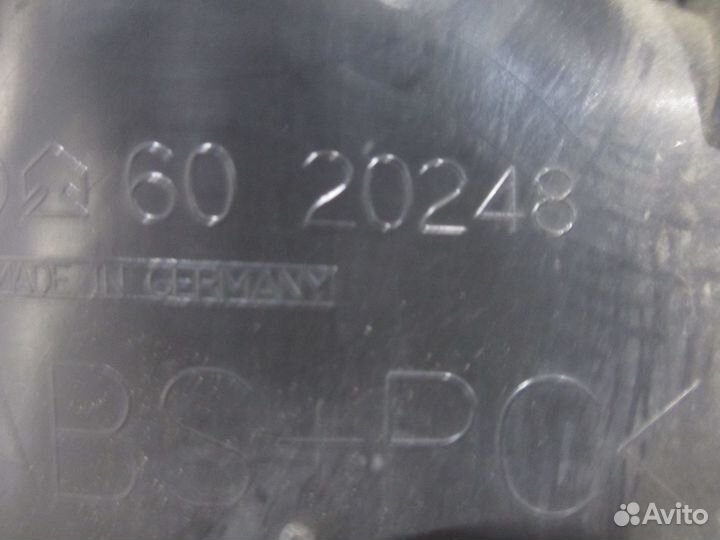 60 20248
MADE IN GERMANY
ABS+PC<
Avito